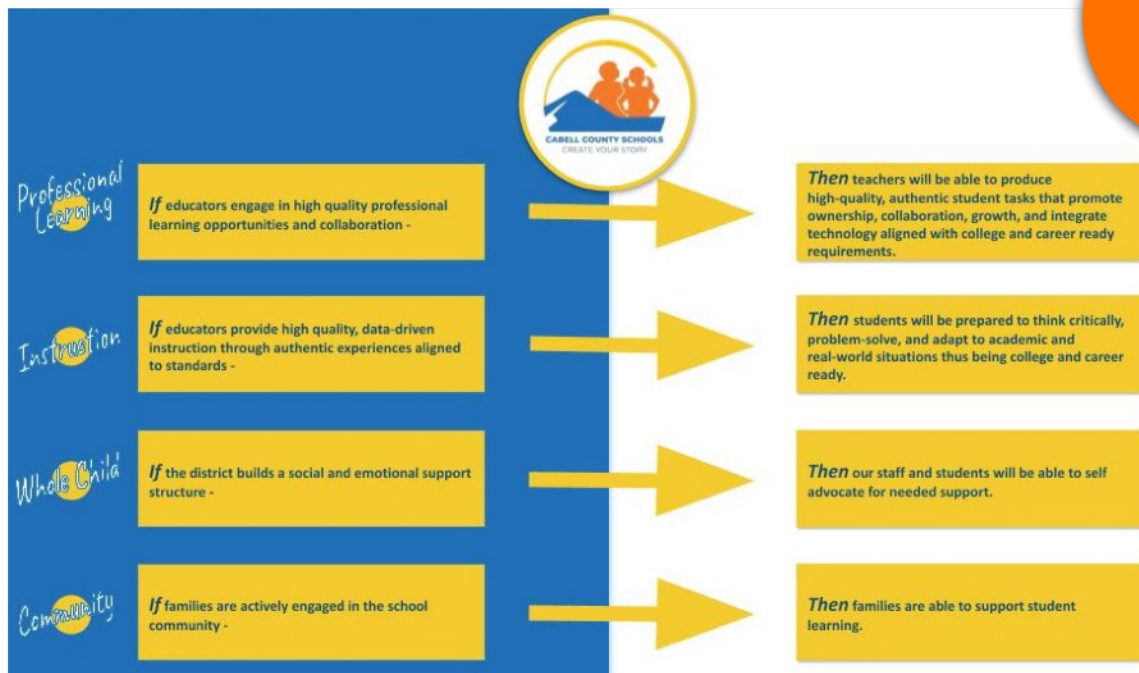 CABELL COUNTY SCHOOLS
CREATE YOUR STORY
Professional
Learning
If educators engage in high quality professional
learning opportunities and collaboration -
Then teachers will be able to produce
high-quality, authentic student tasks that promote
ownership, collaboration, growth, and integrate
technology aligned with college and career ready
requirements.
Instruction
If educators provide high quality, data-driven
instruction through authentic experiences aligned
to standards -
Then students will be prepared to think critically,
problem-solve, and adapt to academic and
real-world situations thus being college and career
ready.
Whole Child
If the district builds a social and emotional support
structure -
Then our staff and students will be able to self
advocate for needed support.
Community
If families are actively engaged in the school
community -
Then families are able to support student
learning.